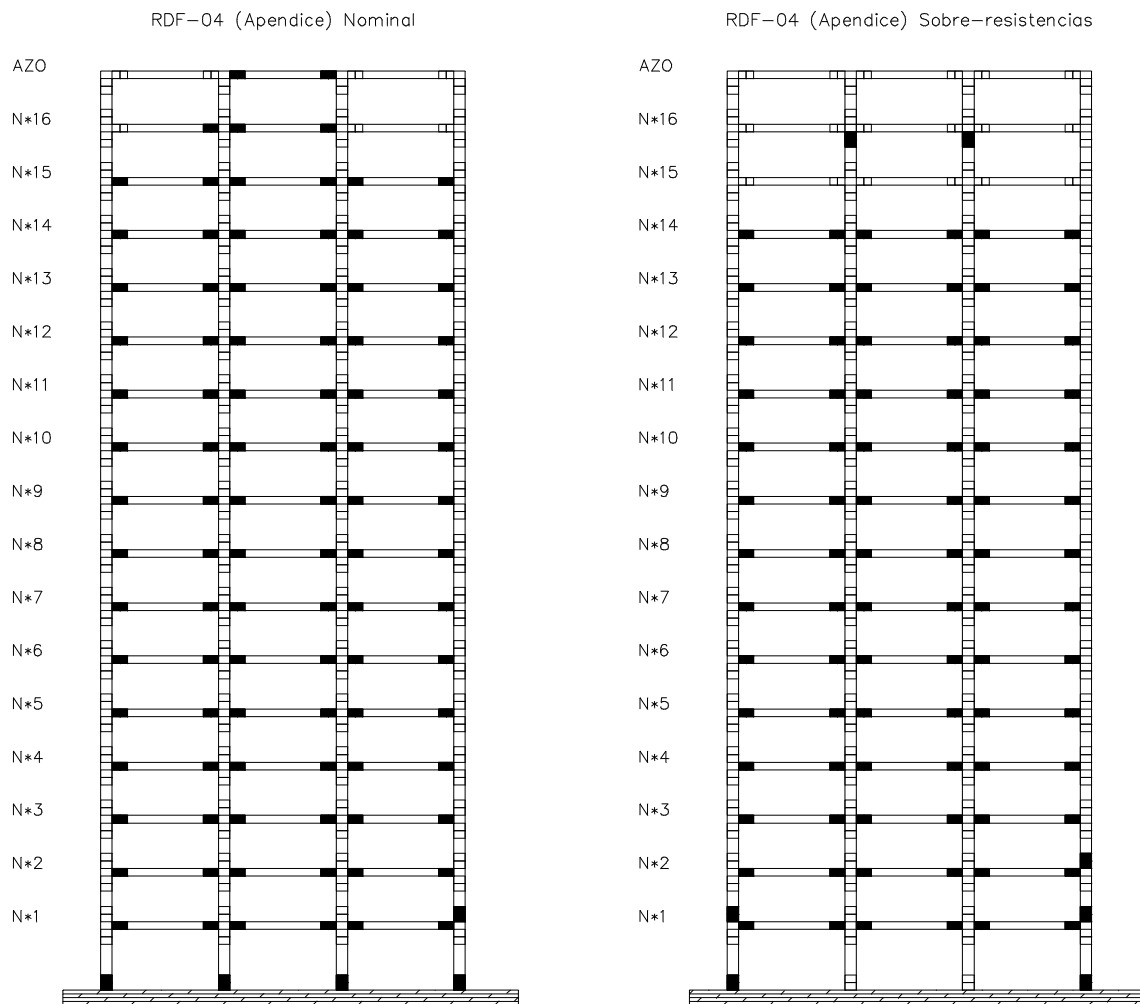 RDF-04 (Apendice) Nominal
AZO
N*16
N*15
N*14
N*13
N*12
N*11
N*10
N*9
N*8
N*7
N*6
N*5
N*4
N*3
N*2
N*1
RDF-04 (Apendice) Sobre-resistencias
AZO
N*16
N*15
N*14
N*13
N*12
N*11
N*10
N*9
N*8
N*7
N*6
N*5
N*4
N*3
N*2
N*1